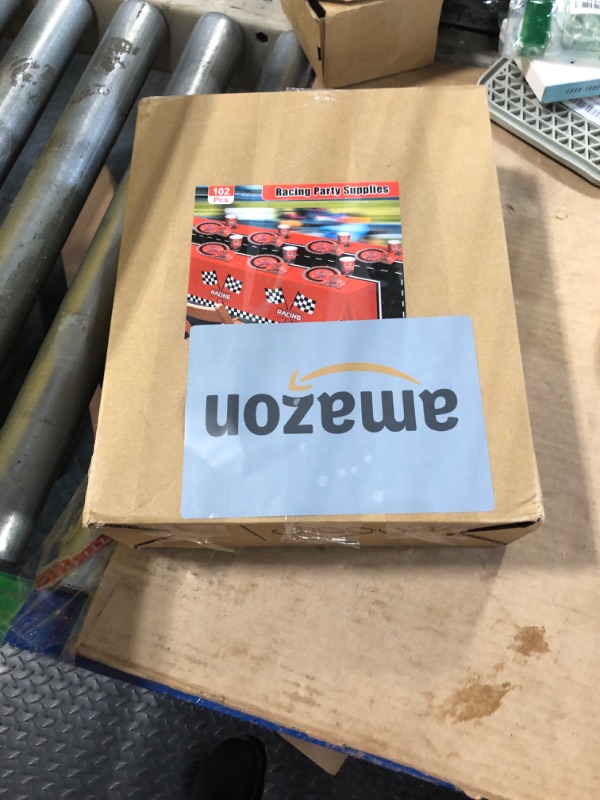 102
Pcs
Racing Party Supplies
RACING
RACING
amazon